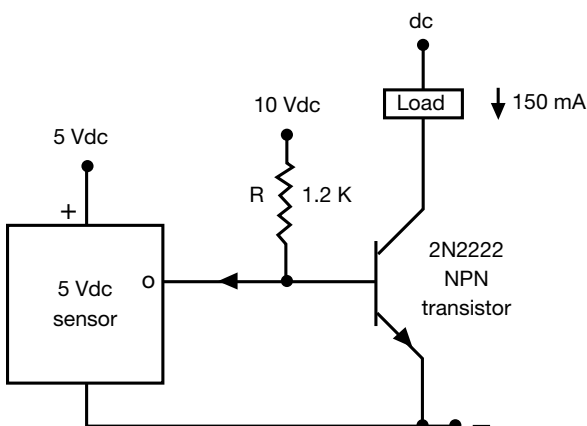 dc
Load
150 mA
10 Vdc
5 Vdc
R
1.2 K
+
5 Vdc
sensor
o
2N2222
NPN
transistor
–